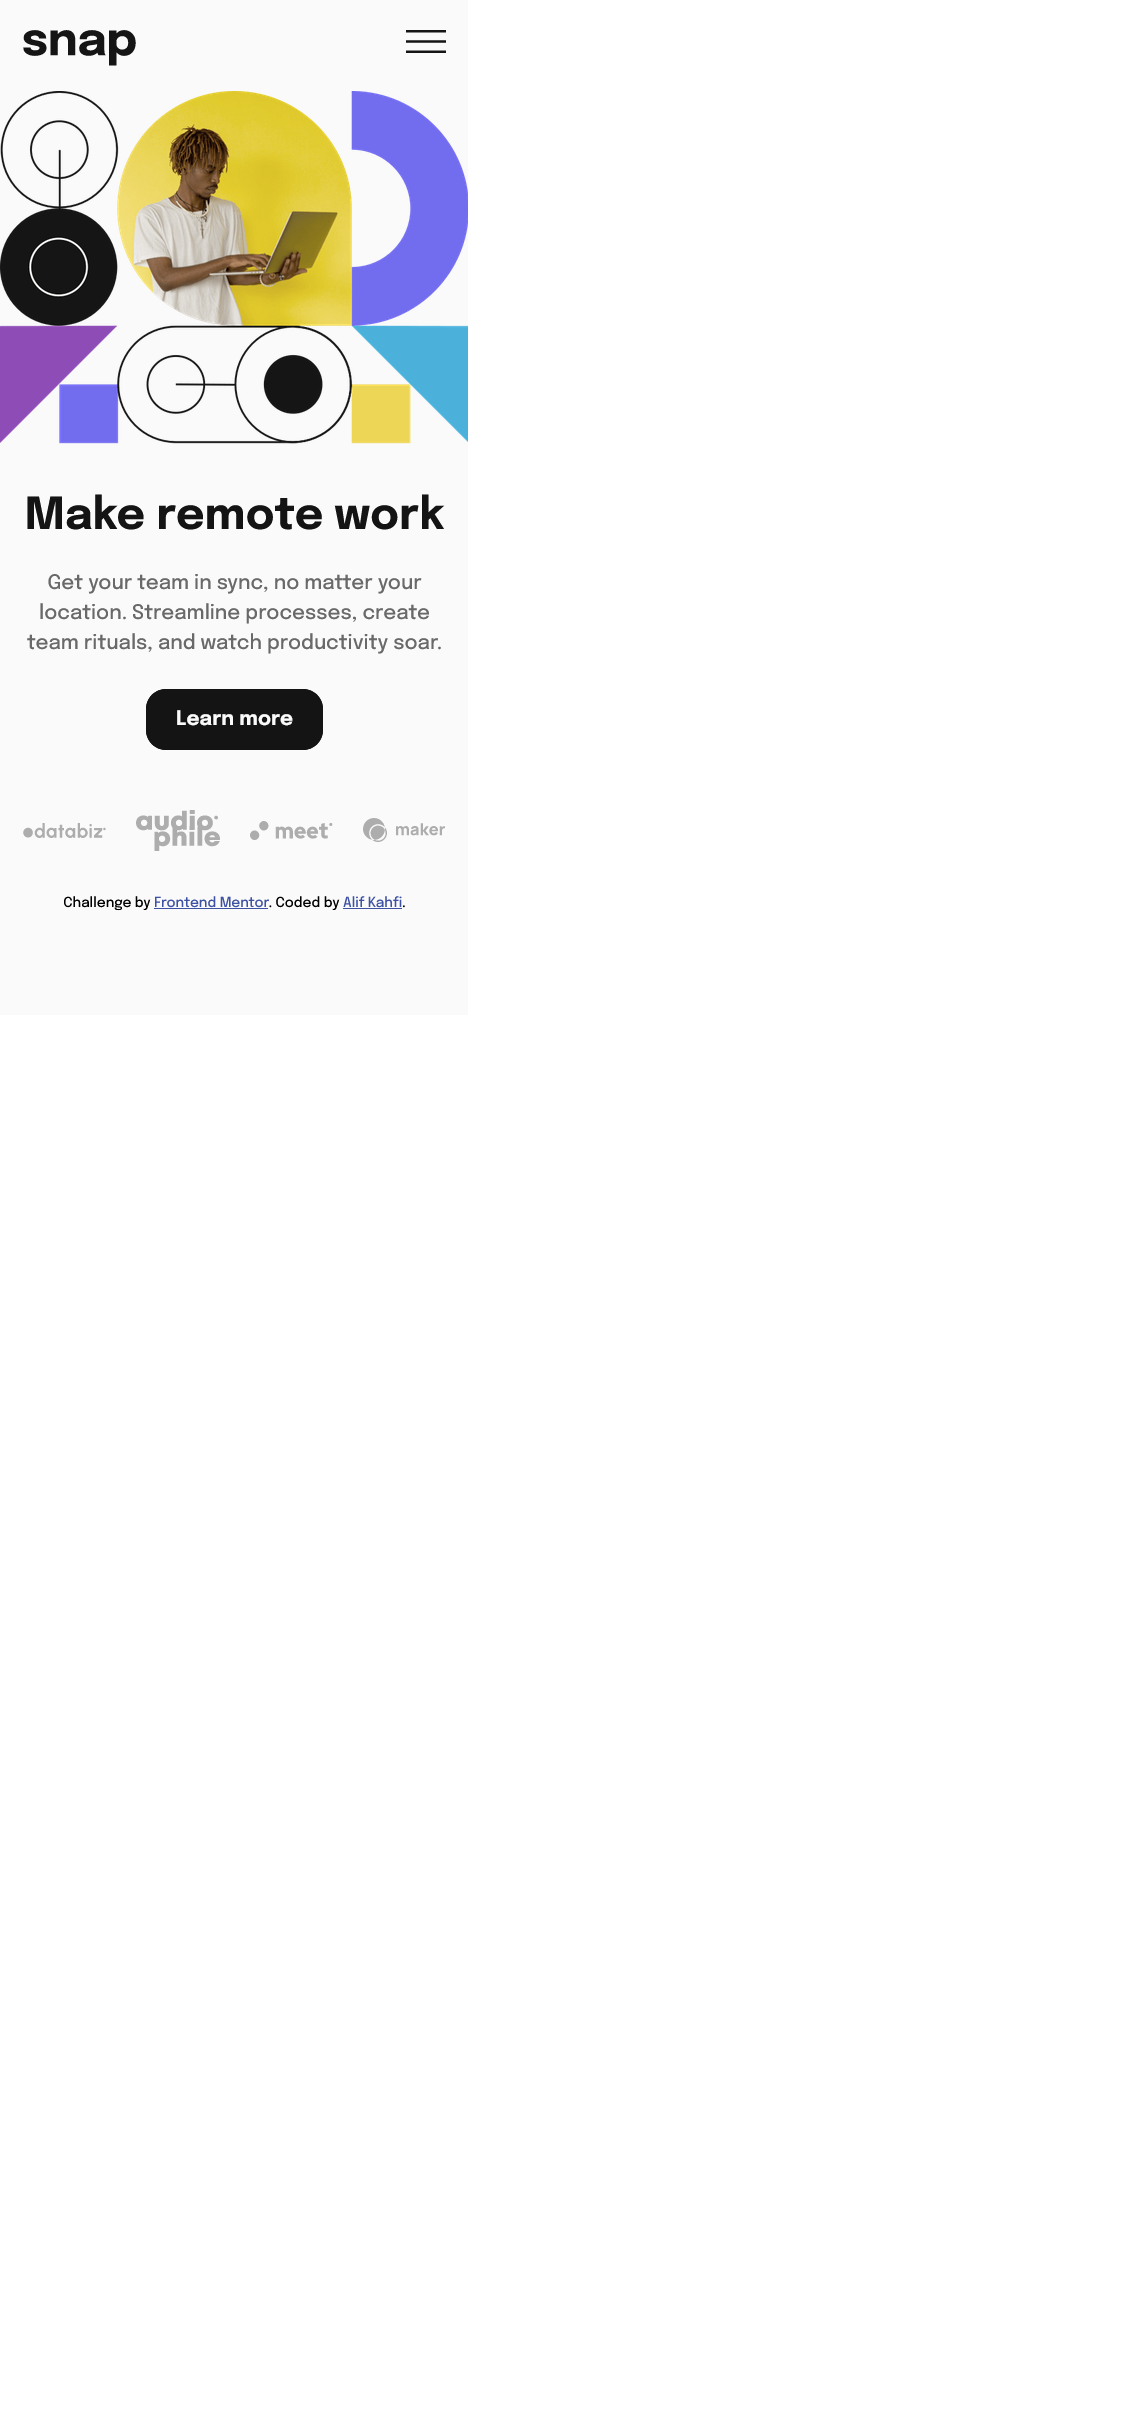 snap
Make remote work
Get your team in sync, no matter your
location. Streamline processes, create
team rituals, and watch productivity soar.
Learn more
databiz
audiophile
meet
maker
Challenge by Frontend Mentor. Coded by Alif Kahfi.